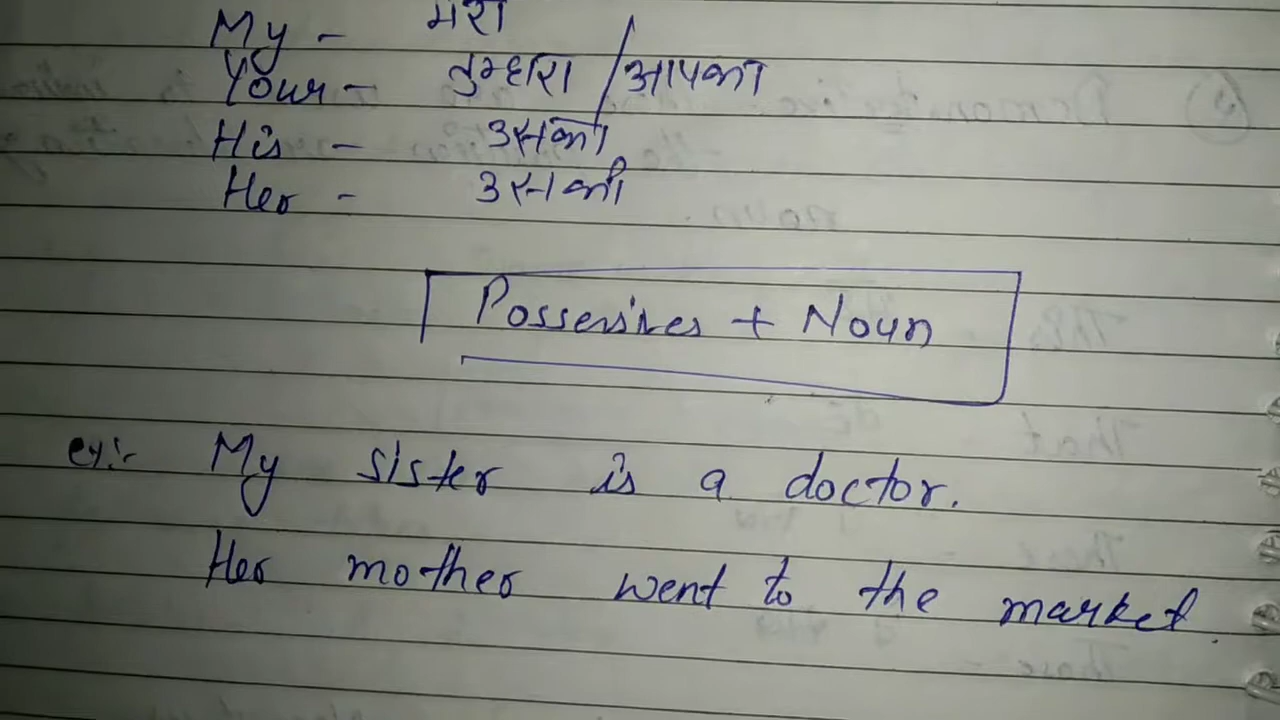 My - मेरा
Your - तुम्हारा / आपका
His - उसका
Her - उसकी
Possessives + Noun
ex:- My sister is a doctor.
Her mother went to the market.